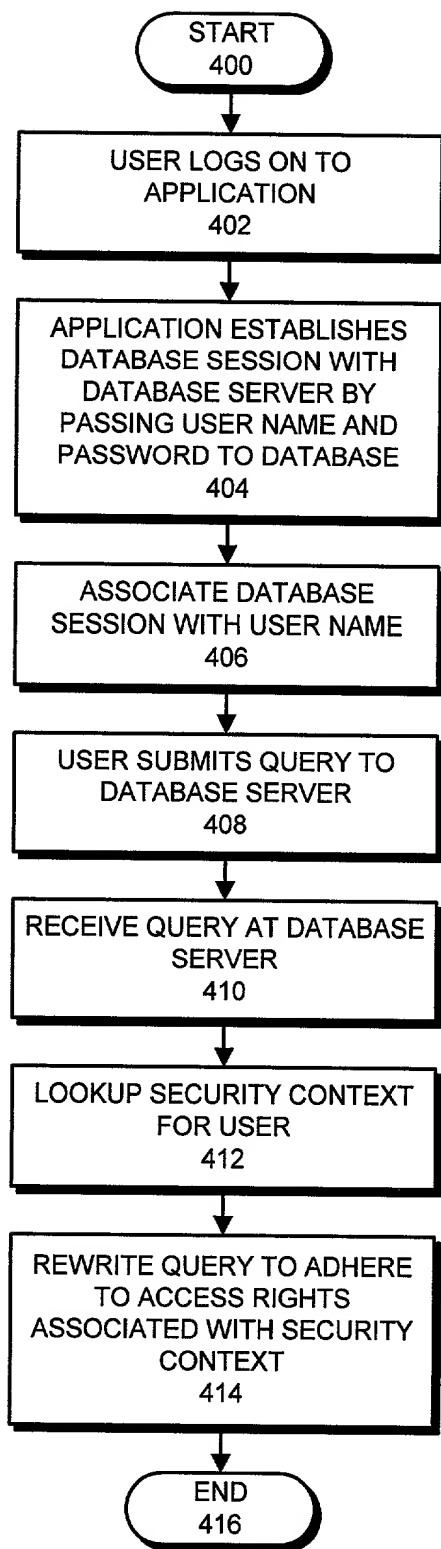 START
400
USER LOGS ON TO
APPLICATION
402
APPLICATION ESTABLISHES
DATABASE SESSION WITH
DATABASE SERVER BY
PASSING USER NAME AND
PASSWORD TO DATABASE
404
ASSOCIATE DATABASE
SESSION WITH USER NAME
406
USER SUBMITS QUERY TO
DATABASE SERVER
408
RECEIVE QUERY AT DATABASE
SERVER
410
LOOKUP SECURITY CONTEXT
FOR USER
412
REWRITE QUERY TO ADHERE
TO ACCESS RIGHTS
ASSOCIATED WITH SECURITY
CONTEXT
414
END
416